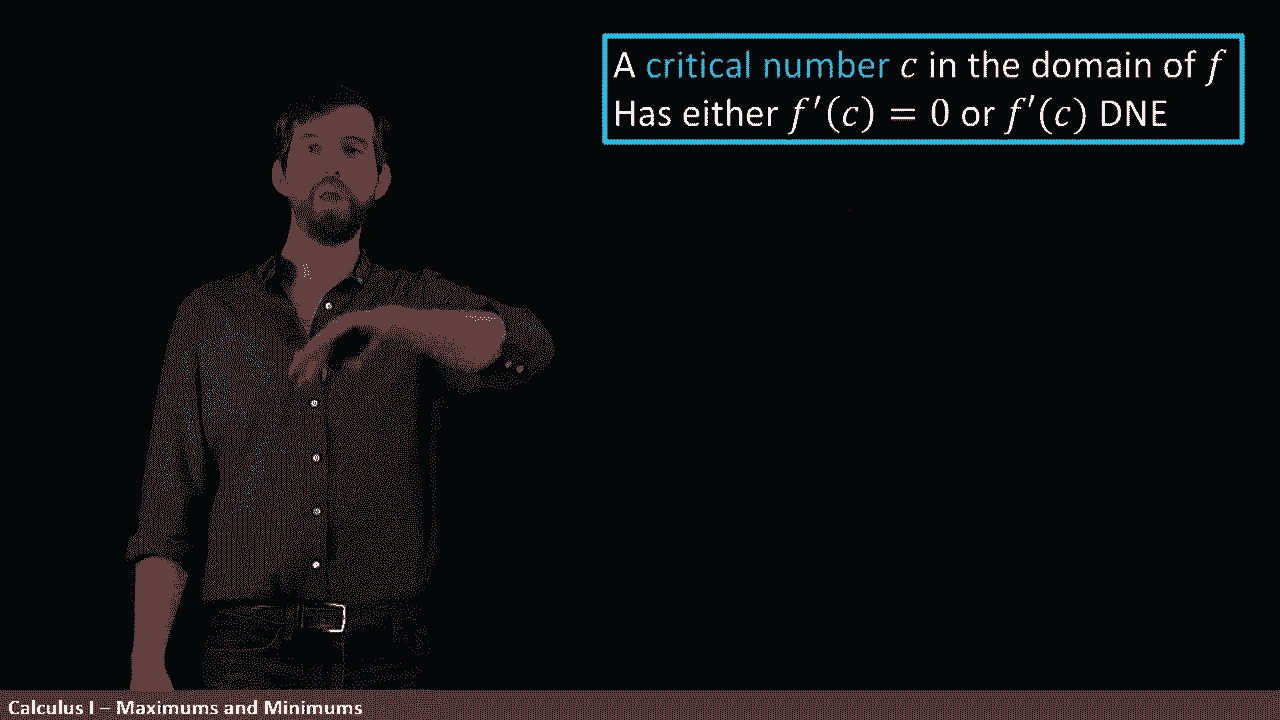 A critical number c in the domain of f
Has either f′(c) = 0 or f′(c) DNE
Calculus I – Maximums and Minimums